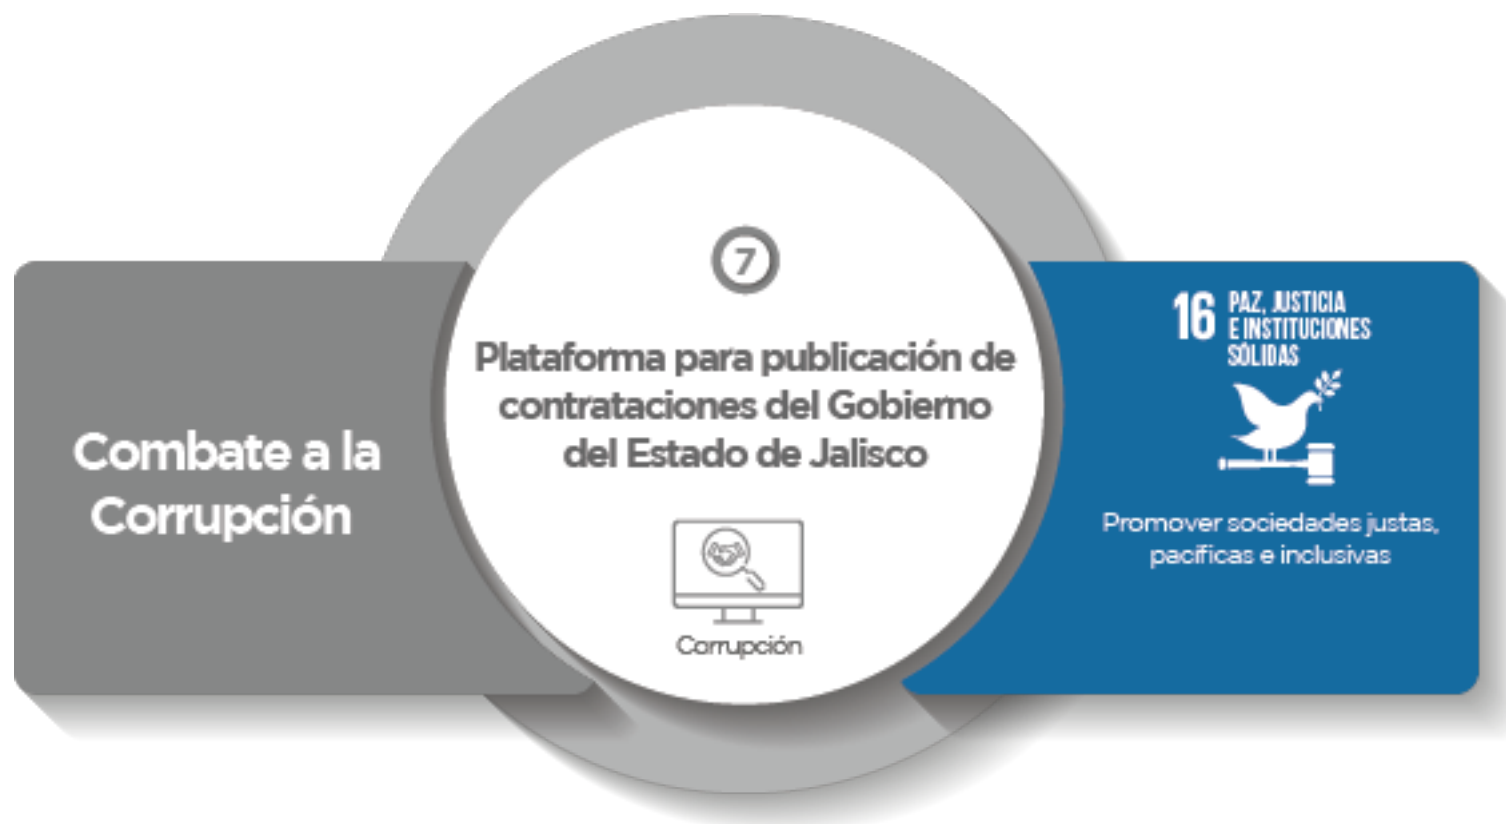 Combate a la
Corrupción
7
Plataforma para publicación de
contrataciones del Gobierno
del Estado de Jalisco
Corrupción
16 PAZ, JUSTICIA
E INSTITUCIONES
SÓLIDAS
Promover sociedades justas,
pacíficas e inclusivas